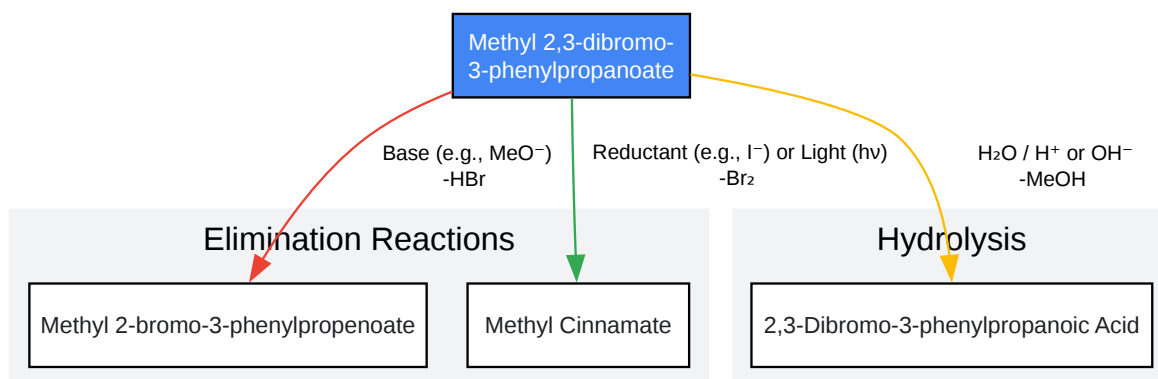 Methyl 2,3-dibromo-
3-phenylpropanoate
Base (e.g., MeO⁻)
-HBr
Reductant (e.g., I⁻) or Light (hν)
-Br₂
H₂O / H⁺ or OH⁻
-MeOH
Elimination Reactions
Hydrolysis
Methyl 2-bromo-3-phenylpropenoate
Methyl Cinnamate
2,3-Dibromo-3-phenylpropanoic Acid